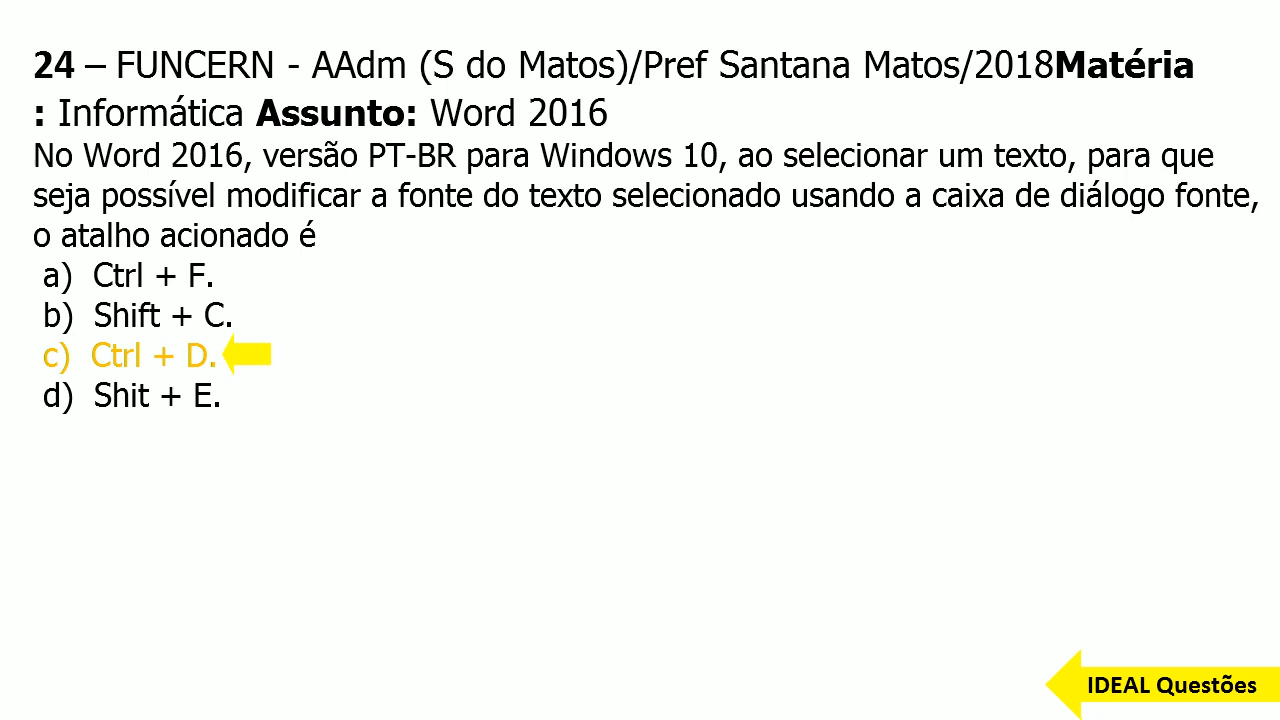 24 – FUNCERN - AAdm (S do Matos)/Pref Santana Matos/2018Matéria
: Informática Assunto: Word 2016
No Word 2016, versão PT-BR para Windows 10, ao selecionar um texto, para que
seja possível modificar a fonte do texto selecionado usando a caixa de diálogo fonte,
o atalho acionado é
a) Ctrl + F.
b) Shift + C.
c) Ctrl + D.
d) Shit + E.
IDEAL Questões